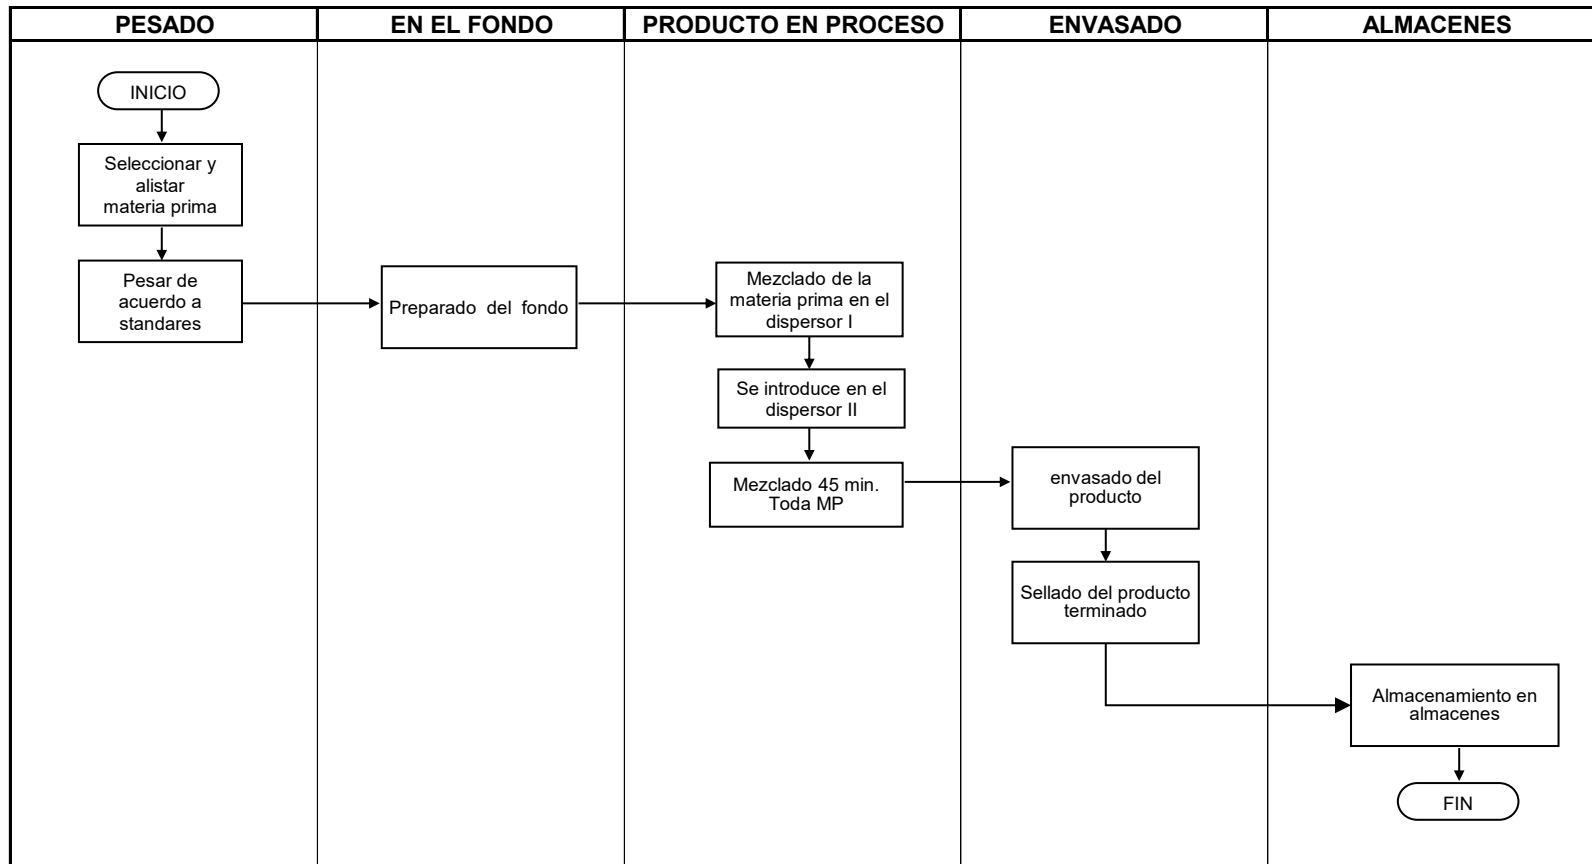 PESADO
EN EL FONDO
PRODUCTO EN PROCESO
ENVASADO
ALMACENES
INICIO
Seleccionar y
alistar
materia prima
Pesar de
acuerdo a
standares
Preparado del fondo
Mezclado de la
materia prima en el
dispersor I
Se introduce en el
dispersor II
Mezclado 45 min.
Toda MP
envasado del
producto
Sellado del producto
terminado
Almacenamiento en
almacenes
FIN